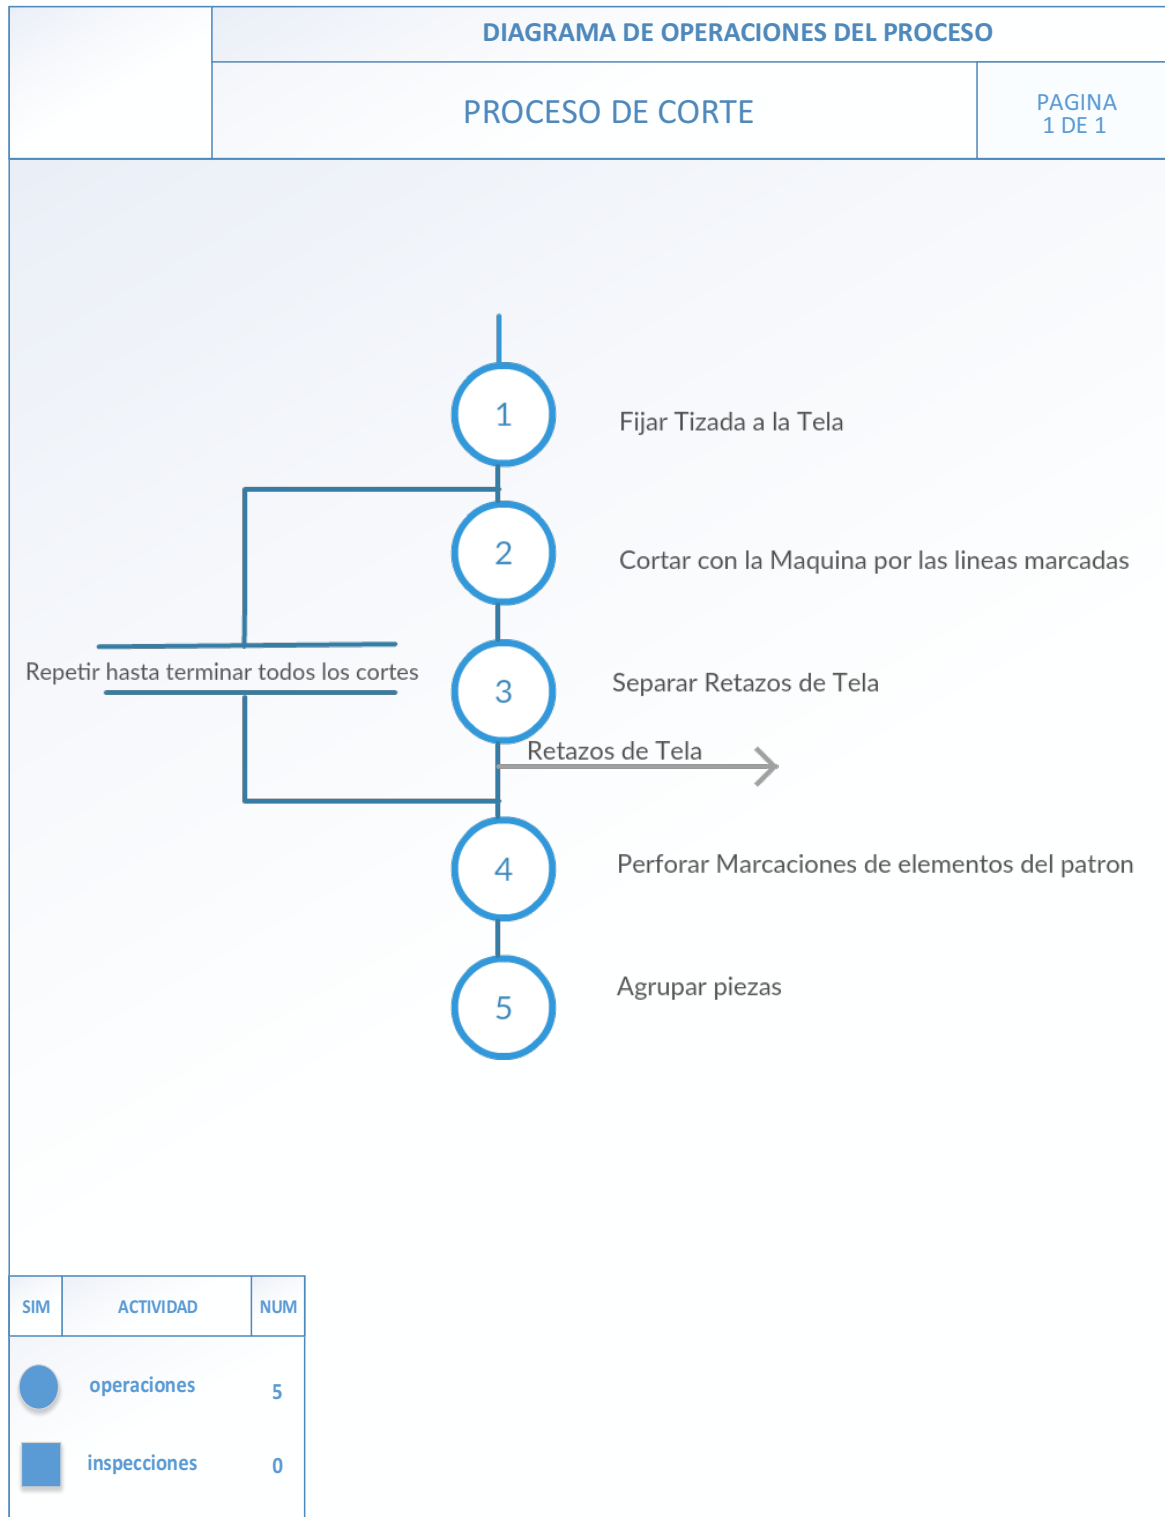 DIAGRAMA DE OPERACIONES DEL PROCESO
PROCESO DE CORTE
PAGINA
1 DE 1
1
Fijar Tizada a la Tela
2
Cortar con la Maquina por las lineas marcadas
Repetir hasta terminar todos los cortes
3
Separar Retazos de Tela
Retazos de Tela
4
Perforar Marcaciones de elementos del patron
5
Agrupar piezas
SIM ACTIVIDAD NUM
operaciones 5
inspecciones 0